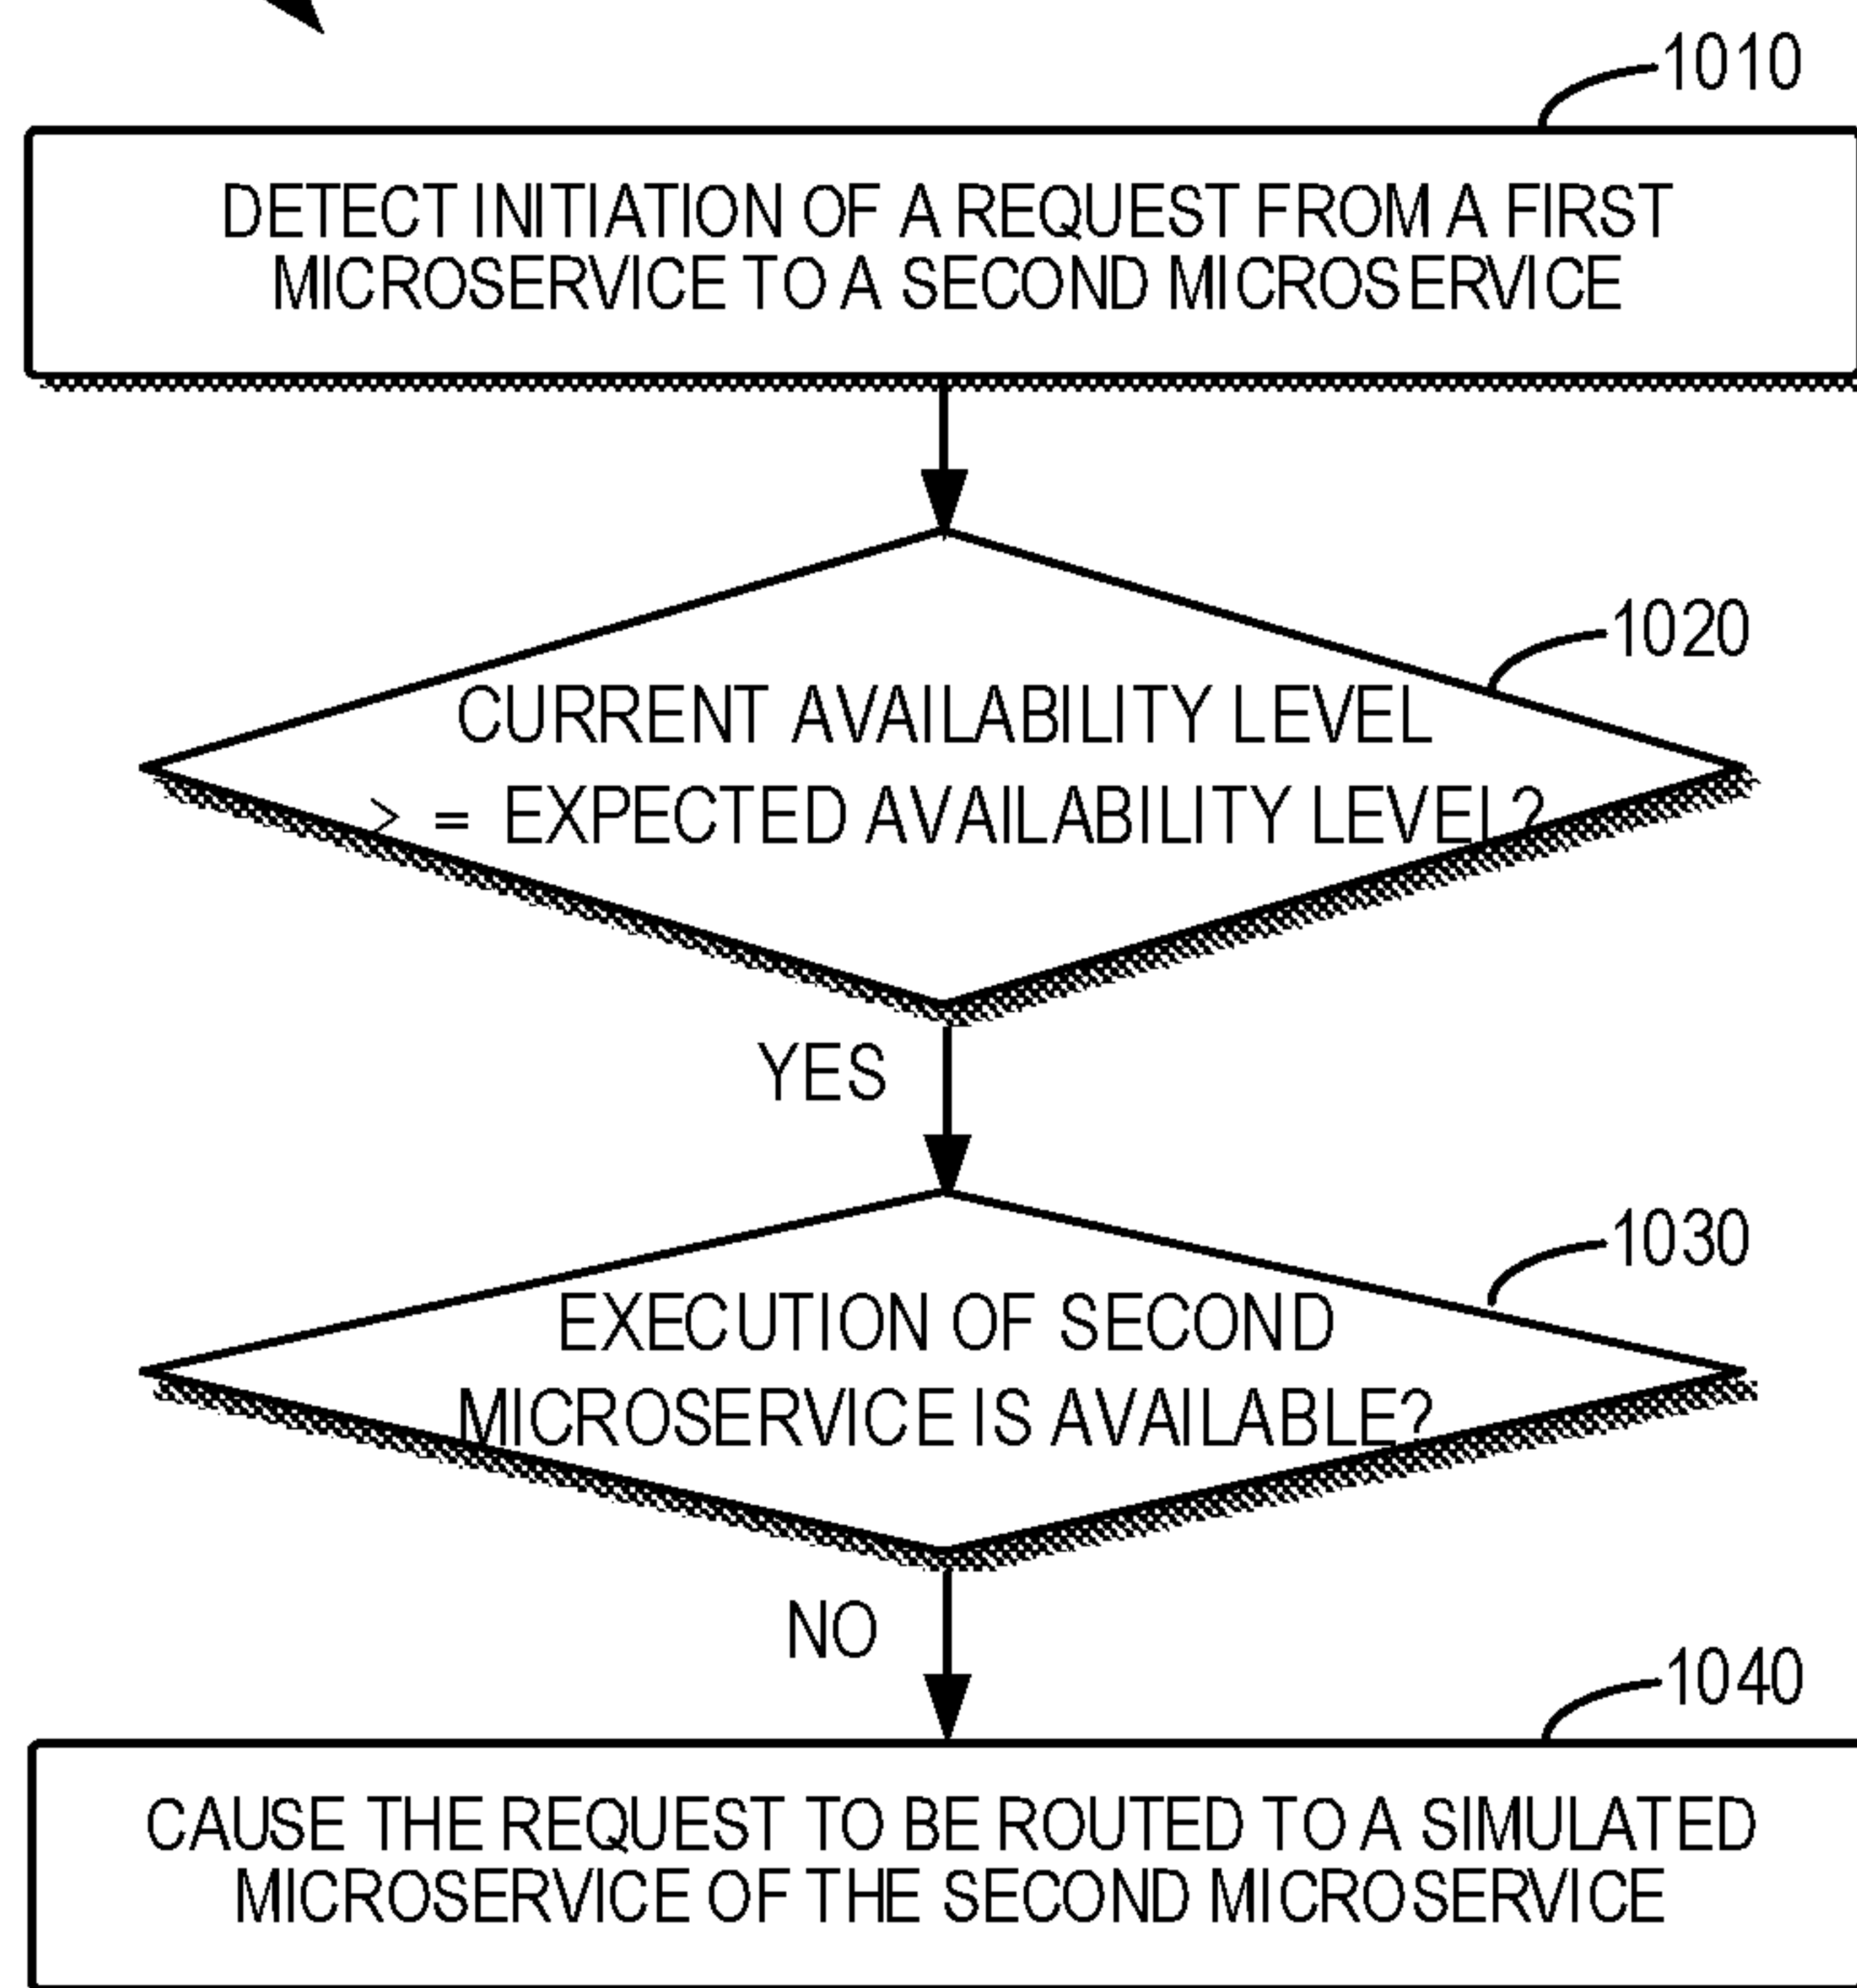 1010
DETECT INITIATION OF A REQUEST FROM A FIRST
MICROSERVICE TO A SECOND MICROSERVICE
1020
CURRENT AVAILABILITY LEVEL
> = EXPECTED AVAILABILITY LEVEL?
YES
1030
EXECUTION OF SECOND
MICROSERVICE IS AVAILABLE?
NO
1040
CAUSE THE REQUEST TO BE ROUTED TO A SIMULATED
MICROSERVICE OF THE SECOND MICROSERVICE